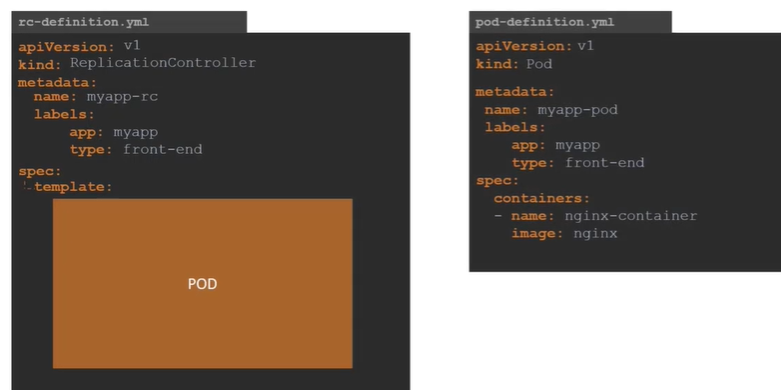 rc-definition.yml
apiVersion: v1
kind: ReplicationController
metadata:
name: myapp-rc
labels:
app: myapp
type: front-end
spec:
template:
POD
pod-definition.yml
apiVersion: v1
kind: Pod
metadata:
name: myapp-pod
labels:
app: myapp
type: front-end
spec:
containers:
- name: nginx-container
image: nginx